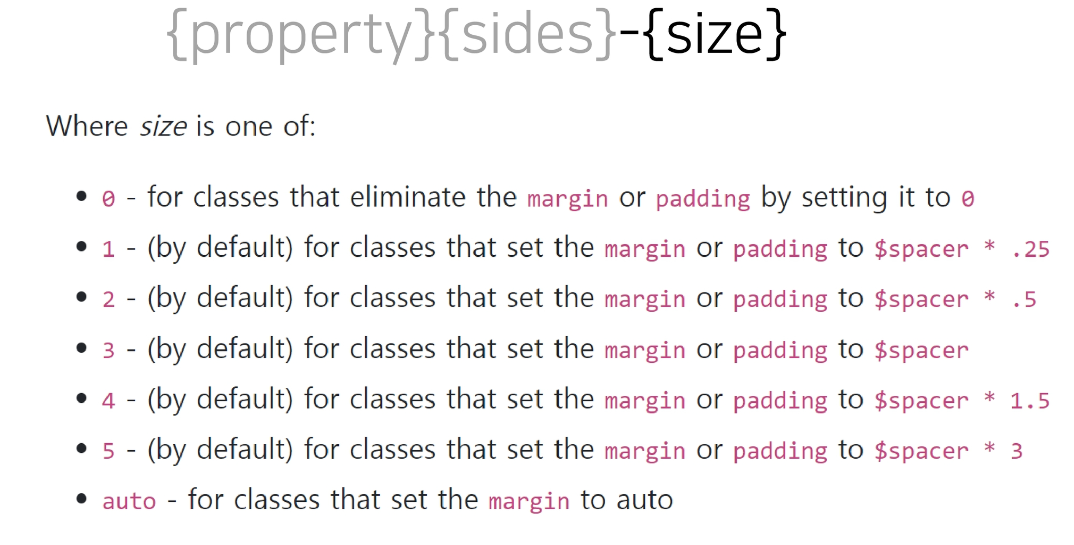 {property}{sides}-{size}
Where size is one of:
• 0 - for classes that eliminate the margin or padding by setting it to 0
• 1 - (by default) for classes that set the margin or padding to $spacer * .25
• 2 - (by default) for classes that set the margin or padding to $spacer * .5
• 3 - (by default) for classes that set the margin or padding to $spacer
• 4 - (by default) for classes that set the margin or padding to $spacer * 1.5
• 5 - (by default) for classes that set the margin or padding to $spacer * 3
• auto - for classes that set the margin to auto